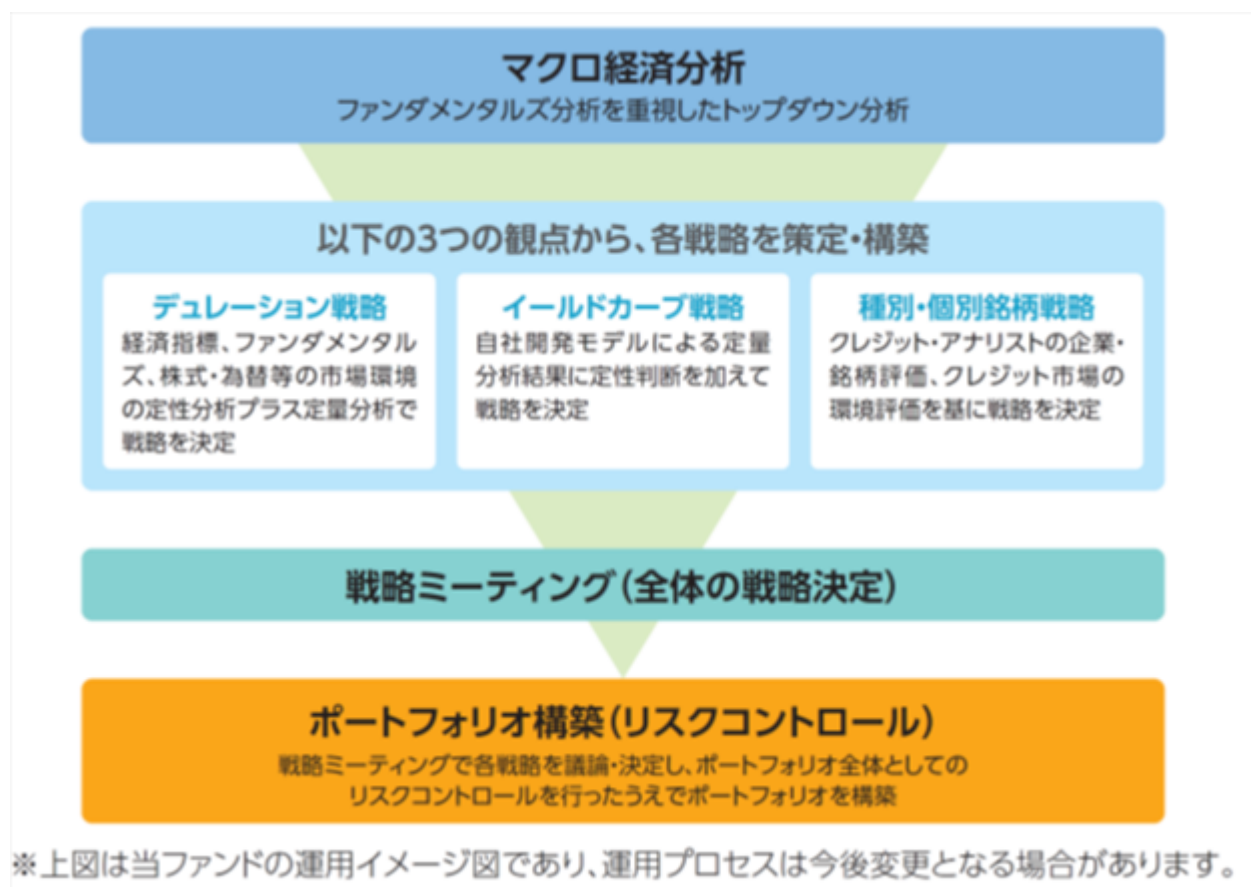 マクロ経済分析
ファンダメンタルズ分析を重視したトップダウン分析
以下の3つの観点から、各戦略を策定・構築
デュレーション戦略
経済指標、ファンダメンタル
ズ、株式・為替等の市場環境
の定性分析プラス定量分析で
戦略を決定
イールドカーブ戦略
自社開発モデルによる定量
分析結果に定性判断を加えて
戦略を決定
種別・個別銘柄戦略
クレジット・アナリストの企業・
銘柄評価、クレジット市場の
環境評価を基に戦略を決定
戦略ミーティング(全体の戦略決定)
ポートフォリオ構築(リスクコントロール)
戦略ミーティングで各戦略を議論・決定し、ポートフォリオ全体としての
リスクコントロールを行ったうえでポートフォリオを構築
※上図は当ファンドの運用イメージ図であり、運用プロセスは今後変更となる場合があります。